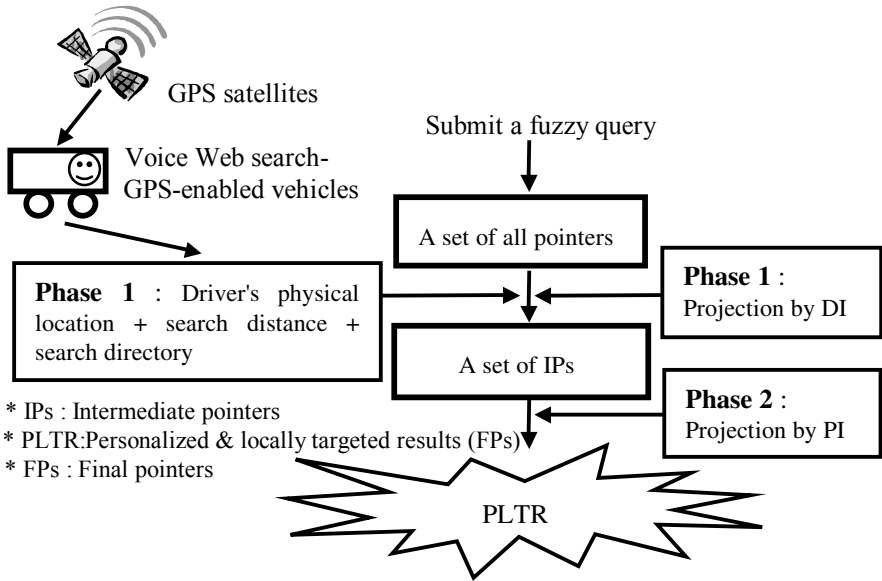 GPS satellites
Submit a fuzzy query
Voice Web search-
GPS-enabled vehicles
A set of all pointers
Phase 1 : Driver's physical
location + search distance +
search directory
Phase 1 :
Projection by DI
A set of IPs
Phase 2 :
Projection by PI
* IPs : Intermediate pointers
* PLTR:Personalized & locally targeted results (FPs)
* FPs : Final pointers
PLTR